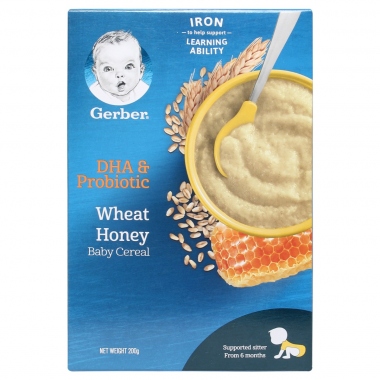 IRON
— to help support —
LEARNING
ABILITY
Gerber®
DHA &
Probiotic
Wheat
Honey
Baby Cereal
Supported sitter
From 6 months
NET WEIGHT 200g